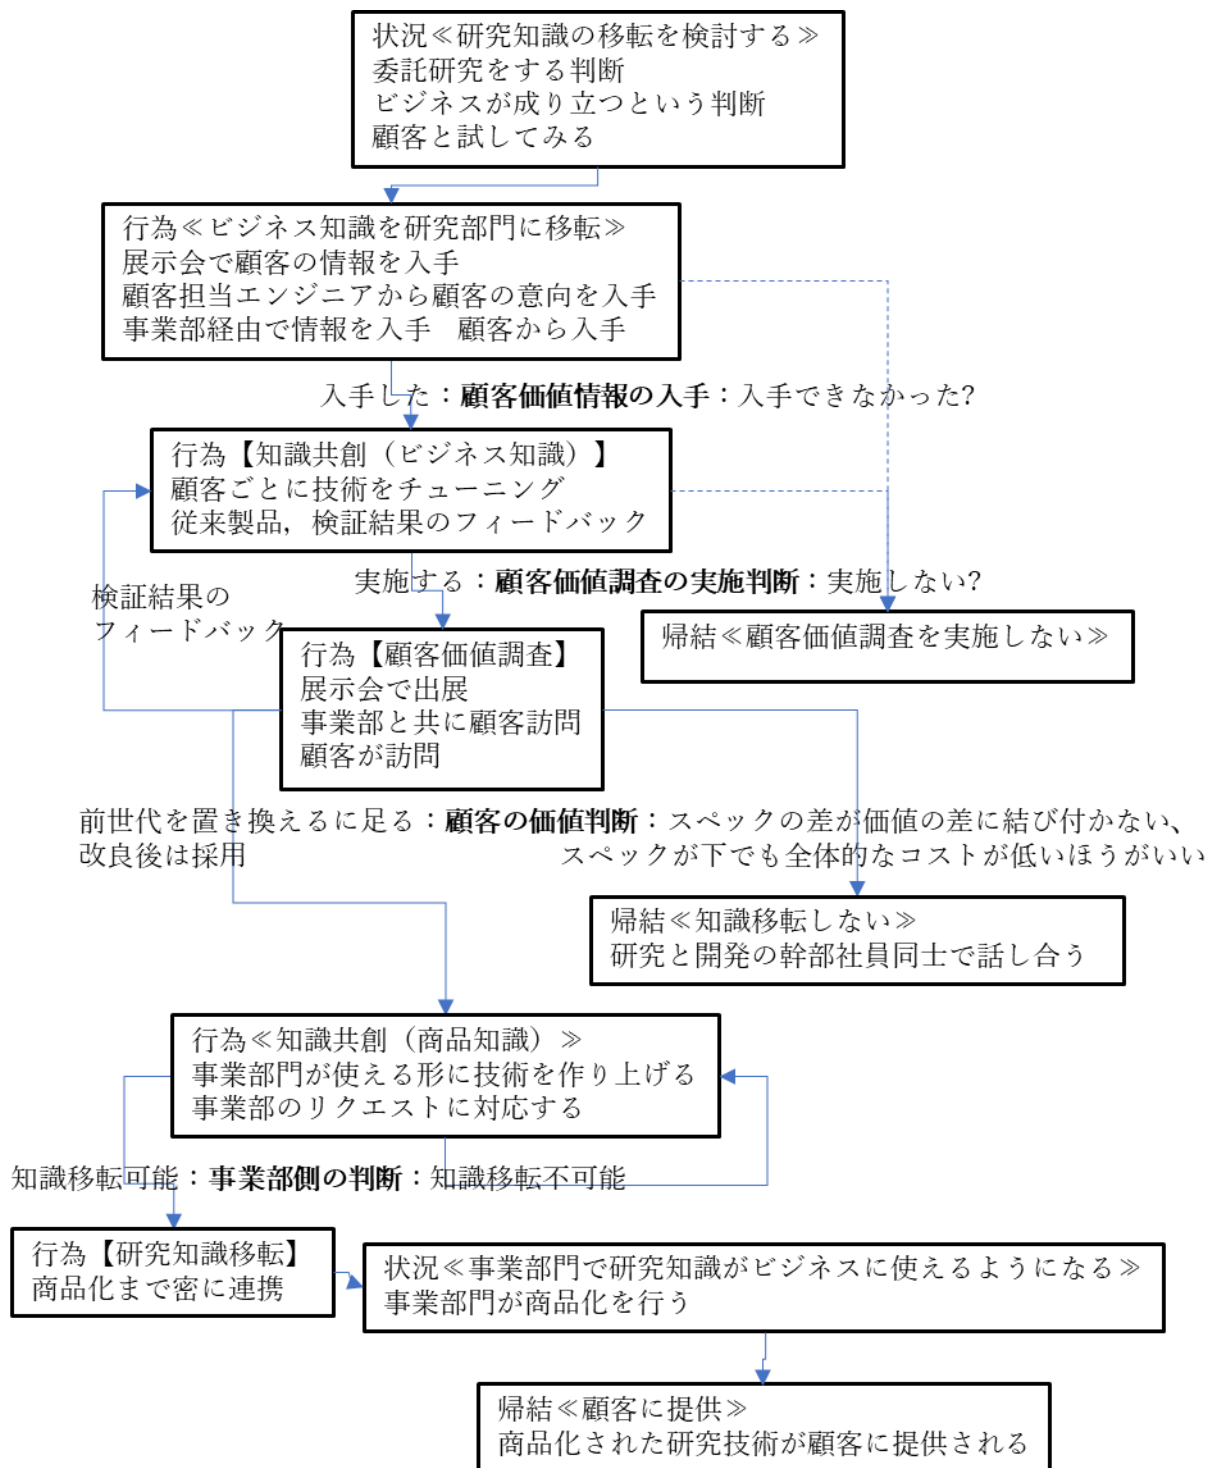 状況≪研究知識の移転を検討する≫
委託研究をする判断
ビジネスが成り立つという判断
顧客と試してみる
行為≪ビジネス知識を研究部門に移転≫
展示会で顧客の情報を入手
顧客担当エンジニアから顧客の意向を入手
事業部経由で情報を入手　顧客から入手
入手した：顧客価値情報の入手：入手できなかった？
行為【知識共創（ビジネス知識）】
顧客ごとに技術をチューニング
従来製品，検証結果のフィードバック
実施する：顧客価値調査の実施判断：実施しない？
検証結果の
フィードバック
帰結≪顧客価値調査を実施しない≫
行為【顧客価値調査】
展示会で出展
事業部と共に顧客訪問
顧客が訪問
前世代を置き換えるに足る：顧客の価値判断：スペックの差が価値の差に結び付かない、
改良後は採用　スペックが下でも全体的なコストが低いほうがいい
帰結≪知識移転しない≫
研究と開発の幹部社員同士で話し合う
行為≪知識共創（商品知識）≫
事業部門が使える形に技術を作り上げる
事業部のリクエストに対応する
知識移転可能：事業部側の判断：知識移転不可能
行為【研究知識移転】
商品化まで密に連携
状況≪事業部門で研究知識がビジネスに使えるようになる≫
事業部門が商品化を行う
帰結≪顧客に提供≫
商品化された研究技術が顧客に提供される